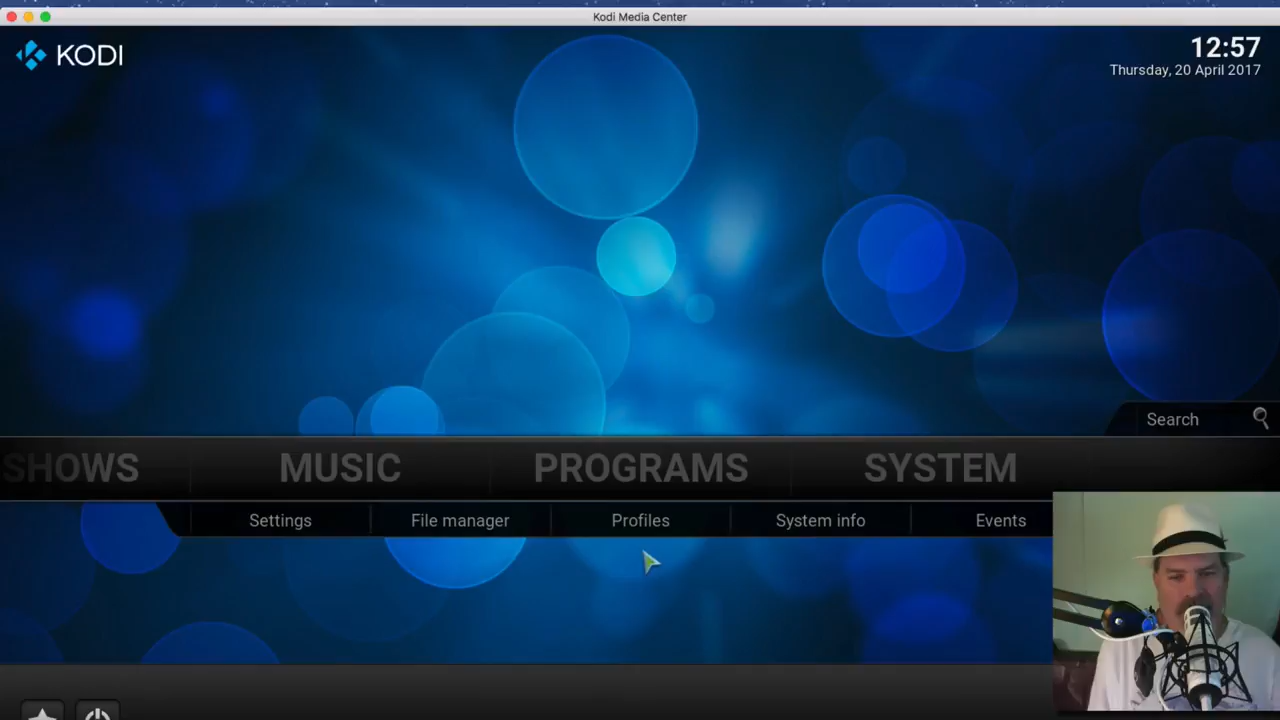 Kodi Media Center
KODI
12:57
Thursday, 20 April 2017
Search
SHOWS MUSIC PROGRAMS SYSTEM
Settings File manager Profiles System info Events